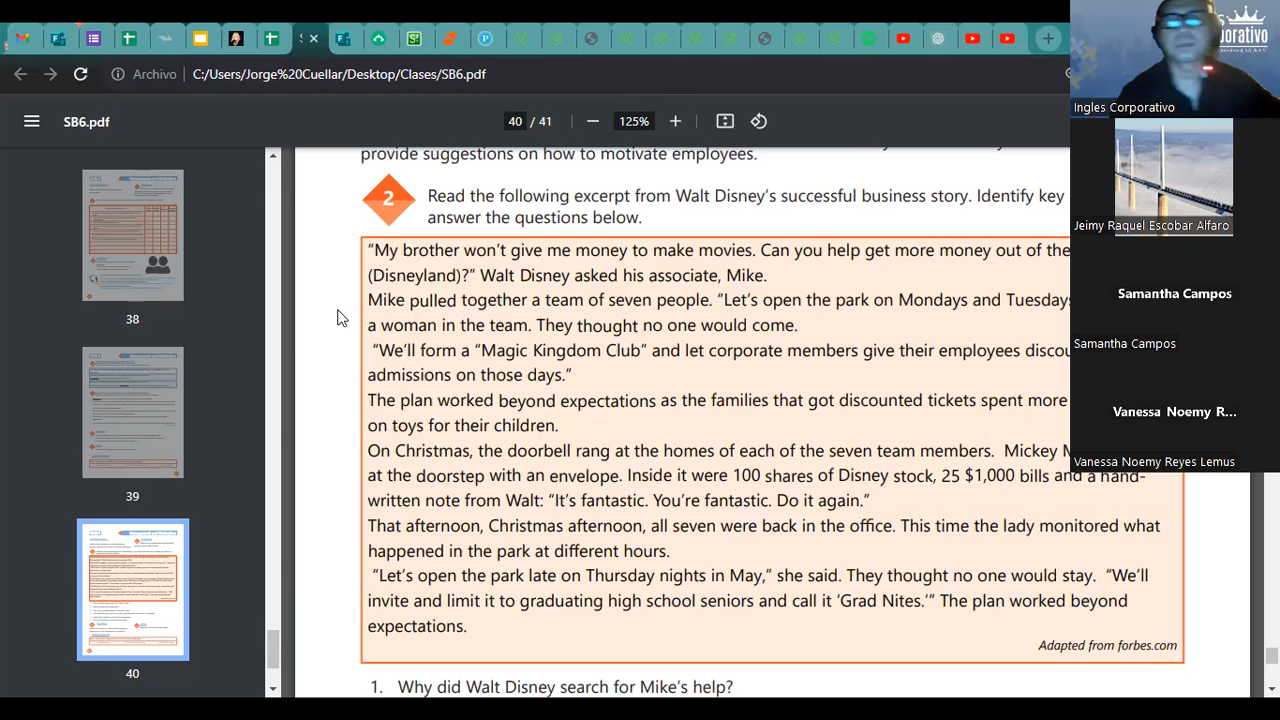 S
Archivo
C:/Users/Jorge%20Cuellar/Desktop/Clases/SB6.pdf
SB6.pdf
40 / 41
125%
38
39
40
provide suggestions on how to motivate employees.
2
Read the following excerpt from Walt Disney's successful business story. Identify key
answer the questions below.
"My brother won't give me money to make movies. Can you help get more money out of the
(Disneyland)?" Walt Disney asked his associate, Mike.
Mike pulled together a team of seven people. "Let's open the park on Mondays and Tuesdays
a woman in the team. They thought no one would come.
"We'll form a "Magic Kingdom Club" and let corporate members give their employees discou
admissions on those days."
The plan worked beyond expectations as the families that got discounted tickets spent more
on toys for their children.
On Christmas, the doorbell rang at the homes of each of the seven team members. Mickey M
at the doorstep with an envelope. Inside it were 100 shares of Disney stock, 25 $1,000 bills and a hand-
written note from Walt: "It's fantastic. You're fantastic. Do it again."
That afternoon, Christmas afternoon, all seven were back in the office. This time the lady monitored what
happened in the park at different hours.
"Let's open the park on Thursday nights in May," she said. They thought no one would stay. "We'll
invite and limit it to graduating high school seniors and call it 'Grad Nites.'" The plan worked beyond
expectations.
Adapted from forbes.com
1. Why did Walt Disney search for Mike's help?
orativo
Ingles Corporativo
Jeimy Raquel Escobar Alfaro
Samantha Campos
Samantha Campos
Vanessa Noemy R...
Vanessa Noemy Reyes Lemus